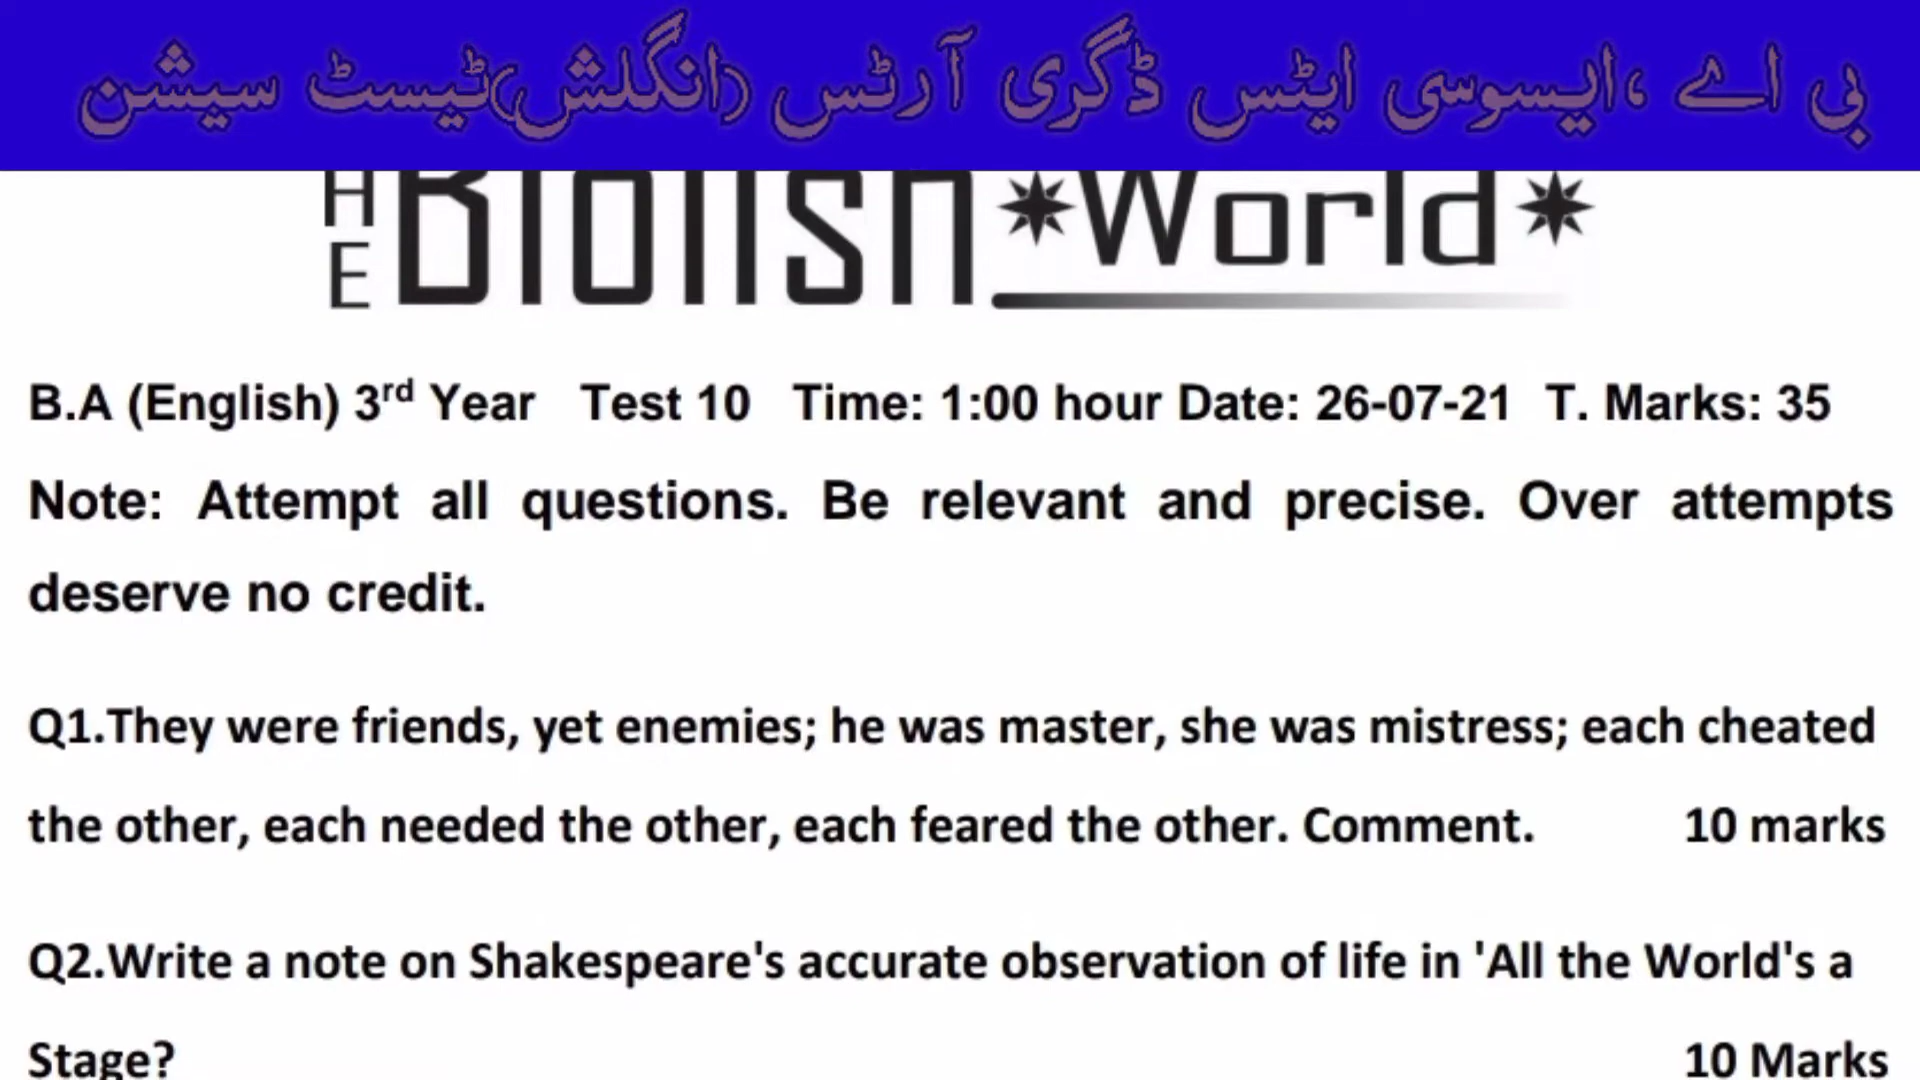 بی اے ،ایسوسی ایٹس ڈگری آرٹس (انگلش)ٹیسٹ سیشن
HE Biolish *World*
B.A (English) 3rd Year Test 10 Time: 1:00 hour Date: 26-07-21 T. Marks: 35
Note: Attempt all questions. Be relevant and precise. Over attempts
deserve no credit.
Q1.They were friends, yet enemies; he was master, she was mistress; each cheated
the other, each needed the other, each feared the other. Comment. 10 marks
Q2.Write a note on Shakespeare's accurate observation of life in 'All the World's a
Stage? 10 Marks